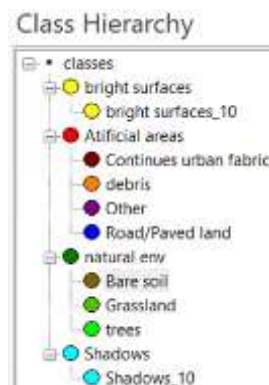 Class Hierarchy
classes
bright surfaces
bright surfaces_10
Atificial areas
Continues urban fabric
debris
Other
Road/Paved land
natural env
Bare soil
Grassland
trees
Shadows
Shadows_10